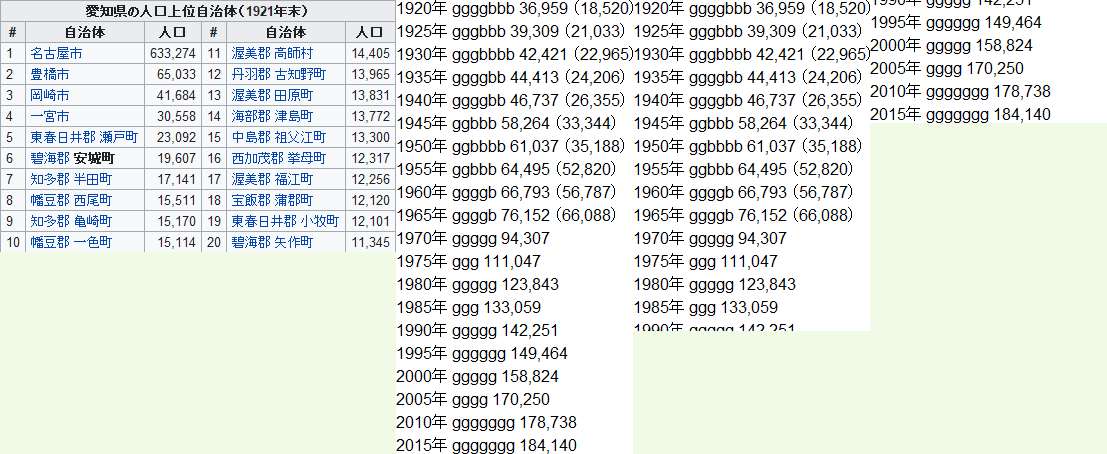 愛知県の人口上位自治体（1921年末）
# 自治体 人口 # 自治体 人口
1 名古屋市 633,274 11 渥美郡 高師村 14,405
2 豊橋市 65,033 12 丹羽郡 古知野町 13,965
3 岡崎市 41,684 13 渥美郡 田原町 13,831
4 一宮市 30,558 14 海部郡 津島町 13,772
5 東春日井郡 瀬戸町 23,092 15 中島郡 祖父江町 13,300
6 碧海郡 安城町 19,607 16 西加茂郡 挙母町 12,317
7 知多郡 半田町 17,141 17 渥美郡 福江町 12,256
8 幡豆郡 西尾町 15,511 18 宝飯郡 蒲郡町 12,120
9 知多郡 亀崎町 15,170 19 東春日井郡 小牧町 12,101
10 幡豆郡 一色町 15,114 20 碧海郡 矢作町 11,345
1920年 ggggbbb 36,959（18,520）
1925年 gggbbb 39,309（21,033）
1930年 ggggbbb 42,421（22,965）
1935年 ggbbb 44,413（24,206）
1940年 ggbbb 46,737（26,355）
1945年 ggbbb 58,264（33,344）
1950年 ggbbbb 61,037（35,188）
1955年 gggbb 64,495（52,820）
1960年 ggggb 66,793（56,787）
1965年 ggggb 76,152（66,088）
1970年 ggggg 94,307
1975年 ggg 111,047
1980年 ggggg 123,843
1985年 ggg 133,059
1990年 ggggg 142,251
1995年 gggggg 149,464
2000年 ggggg 158,824
2005年 gggg 170,250
2010年 ggggggg 178,738
2015年 ggggggg 184,140
1920年 ggggbbb 36,959（18,520）
1925年 gggbbb 39,309（21,033）
1930年 ggggbbb 42,421（22,965）
1935年 ggbbb 44,413（24,206）
1940年 ggbbb 46,737（26,355）
1945年 ggbbb 58,264（33,344）
1950年 ggbbbb 61,037（35,188）
1955年 gggbb 64,495（52,820）
1960年 ggggb 66,793（56,787）
1965年 ggggb 76,152（66,088）
1970年 ggggg 94,307
1975年 ggg 111,047
1980年 ggggg 123,843
1985年 ggg 133,059
1990年 ggggg 142,251
1990年 ggggg 142,251
1995年 gggggg 149,464
2000年 ggggg 158,824
2005年 gggg 170,250
2010年 ggggggg 178,738
2015年 ggggggg 184,140